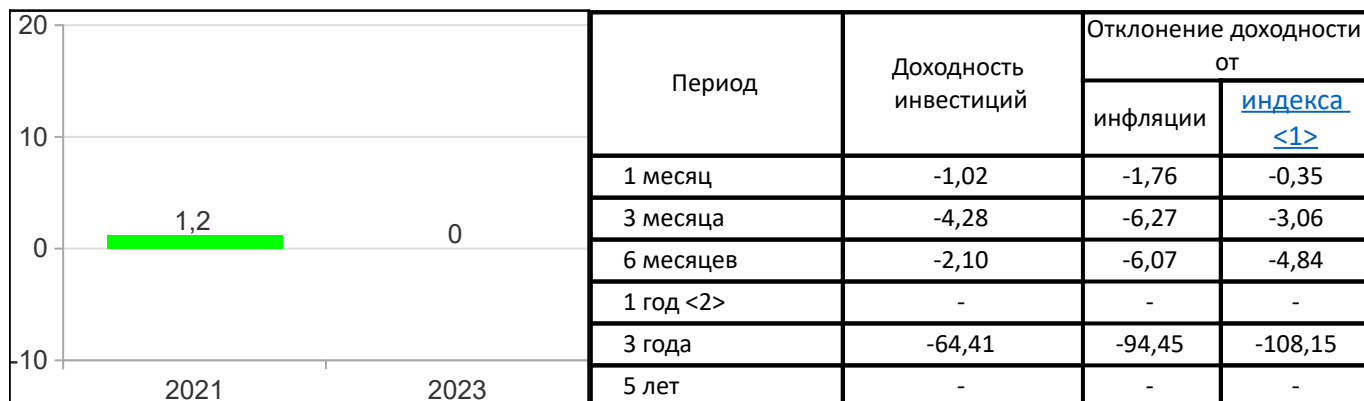 20
10
0
-10
1,2
0
2021
2023
Период
Доходность
инвестиций
Отклонение доходности
от
инфляции
индекса
<1>
1 месяц -1,02 -1,76 -0,35
3 месяца -4,28 -6,27 -3,06
6 месяцев -2,10 -6,07 -4,84
1 год <2> - - -
3 года -64,41 -94,45 -108,15
5 лет - - -